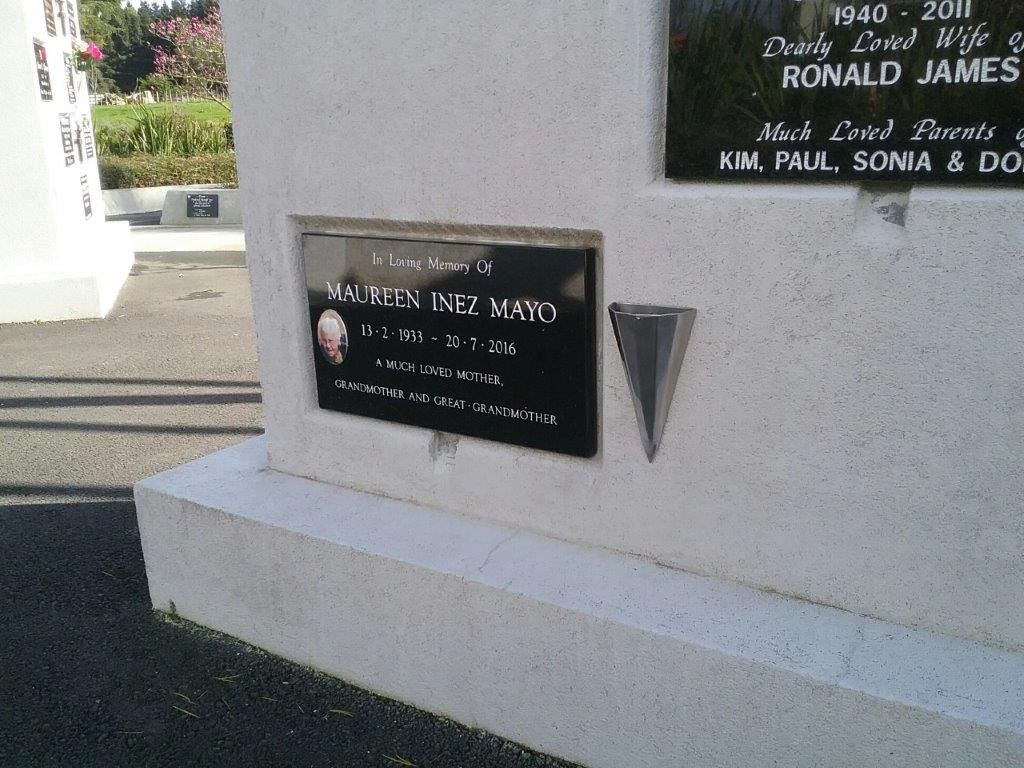 1940 - 2011
Dearly Loved Wife of
RONALD JAMES
Much Loved Parents
KIM, PAUL, SONIA &
In Loving Memory Of
MAUREEN INEZ MAYO
13·2·1933 ~ 20·7·2016
A MUCH LOVED MOTHER,
GRANDMOTHER AND GREAT·GRANDMOTHER